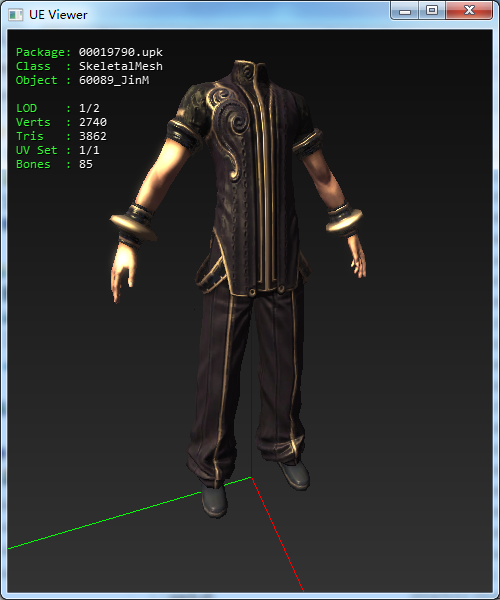 UE Viewer
Package: 00019790.upk
Class : SkeletalMesh
Object : 60089_JinM
LOD : 1/2
Verts : 2740
Tris : 3862
UV Set : 1/1
Bones : 85